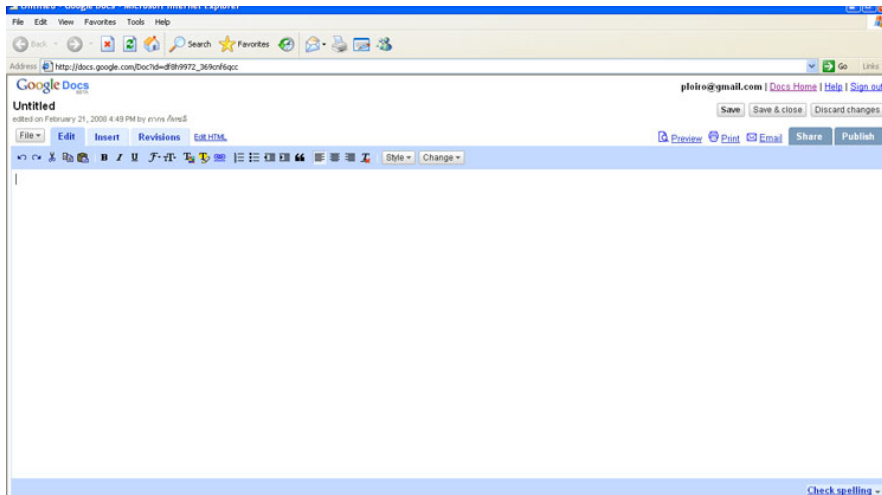 Untitled - Google Docs - Microsoft Internet Explorer
File Edit View Favorites Tools Help
Back Search Favorites
Address http://docs.google.com/Doc?id=df8h9972_369cnf6qcc Go Links
Google Docs BETA ploiro@gmail.com | Docs Home | Help | Sign out
Untitled Save Save & close Discard changes
edited on February 21, 2008 4:49 PM by
File Edit Insert Revisions Edit HTML Preview Print Email Share Publish
B I U Style Change
Check spelling